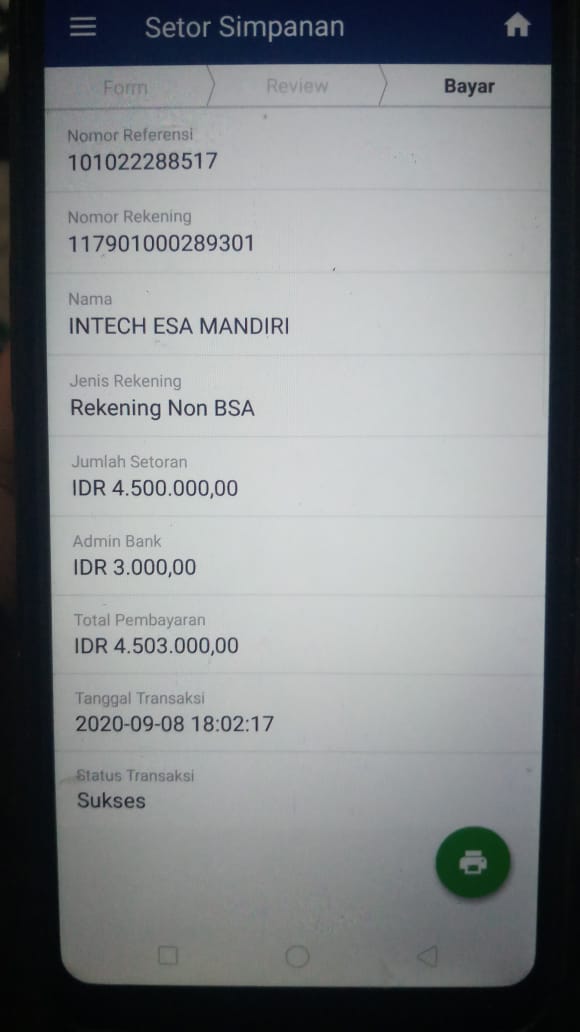 Setor Simpanan
Form
Review
Bayar
Nomor Referensi
101022288517
Nomor Rekening
117901000289301
Nama
INTECH ESA MANDIRI
Jenis Rekening
Rekening Non BSA
Jumlah Setoran
IDR 4.500.000,00
Admin Bank
IDR 3.000,00
Total Pembayaran
IDR 4.503.000,00
Tanggal Transaksi
2020-09-08 18:02:17
Status Transaksi
Sukses